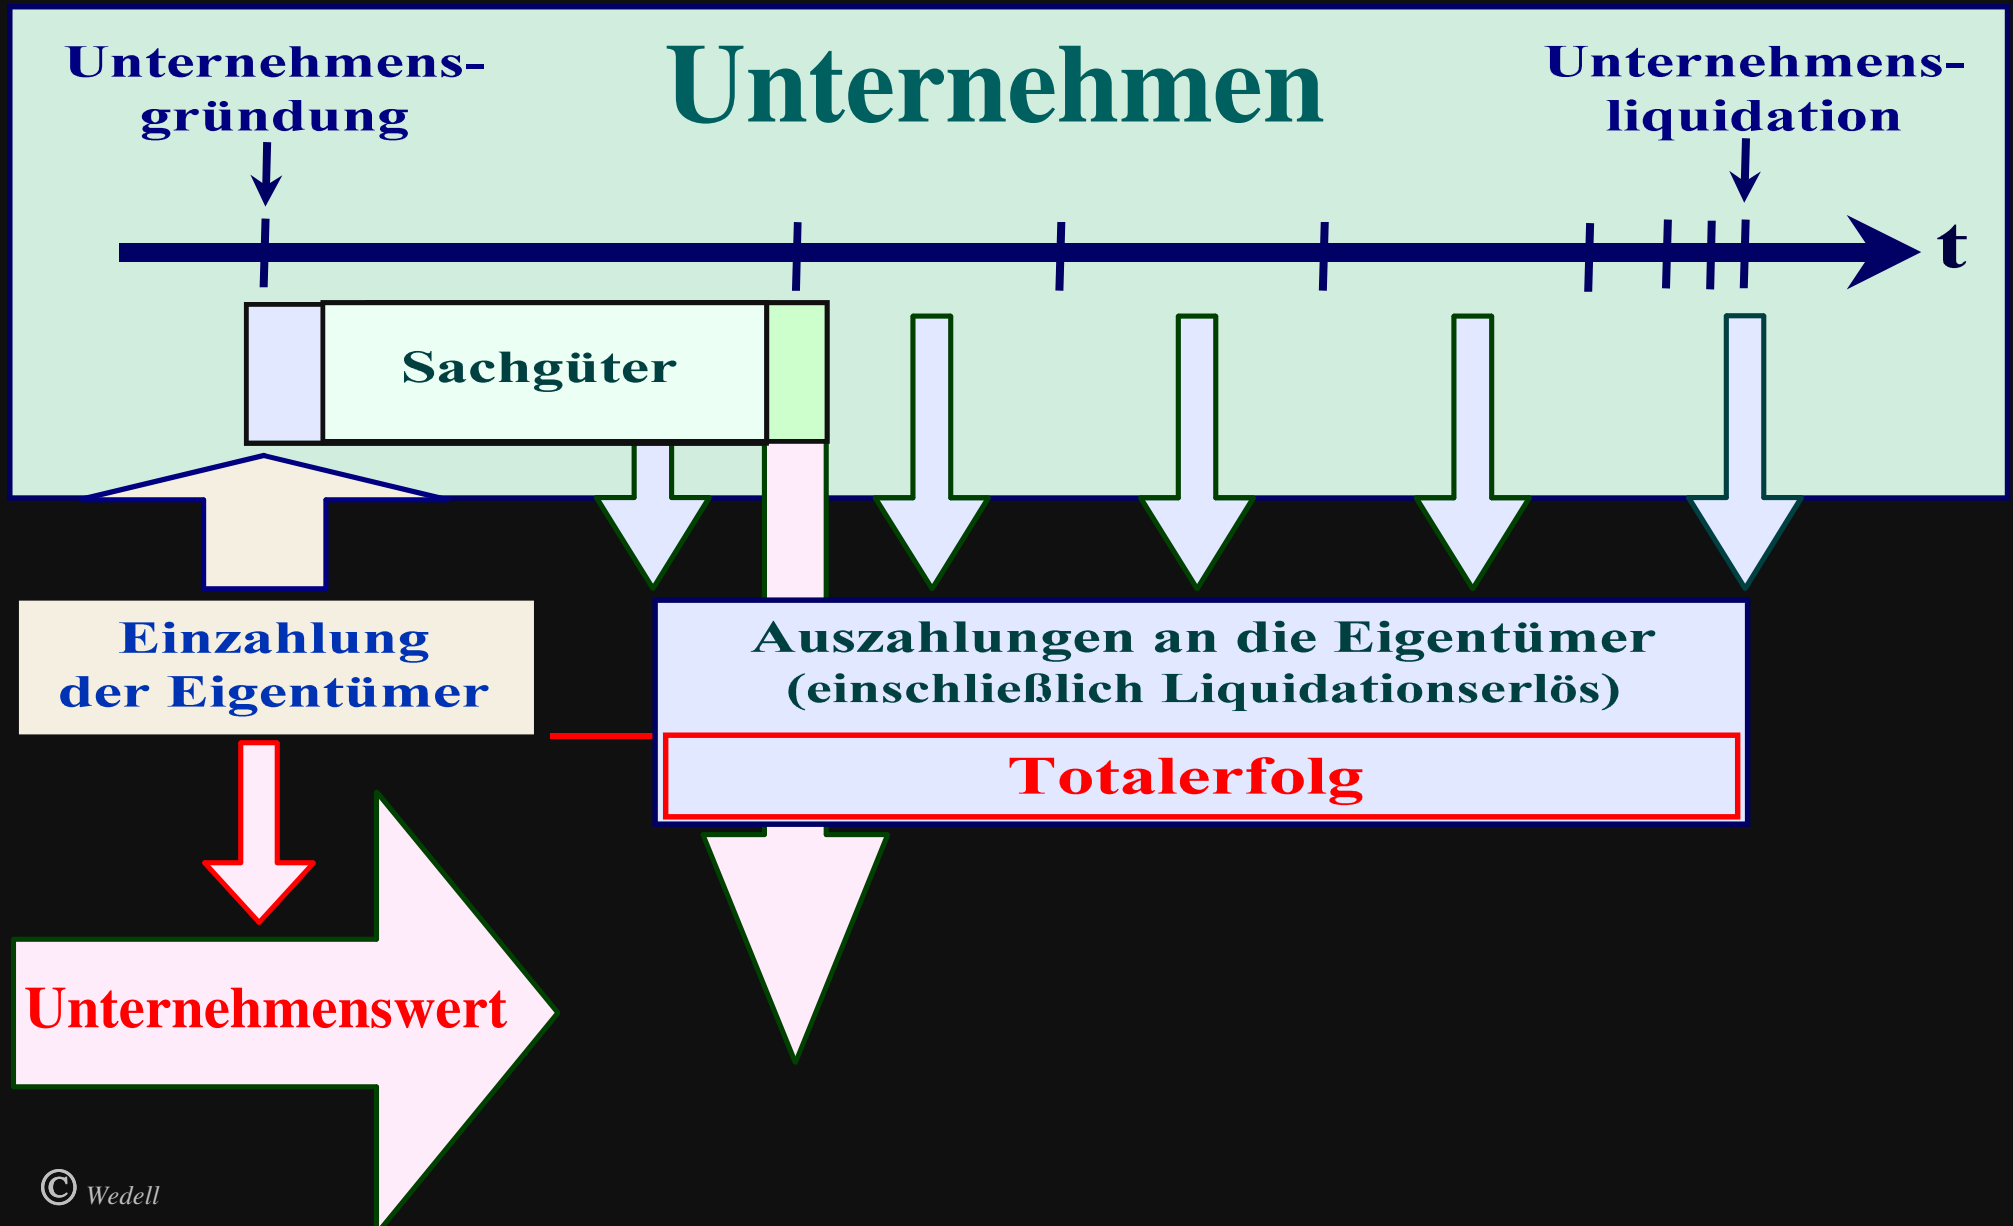 Unternehmens-
gründung
Unternehmen
Unternehmens-
liquidation
t
Sachgüter
Einzahlung
der Eigentümer
Auszahlungen an die Eigentümer
(einschließlich Liquidationserlös)
Totalerfolg
Unternehmenswert
© Wedell